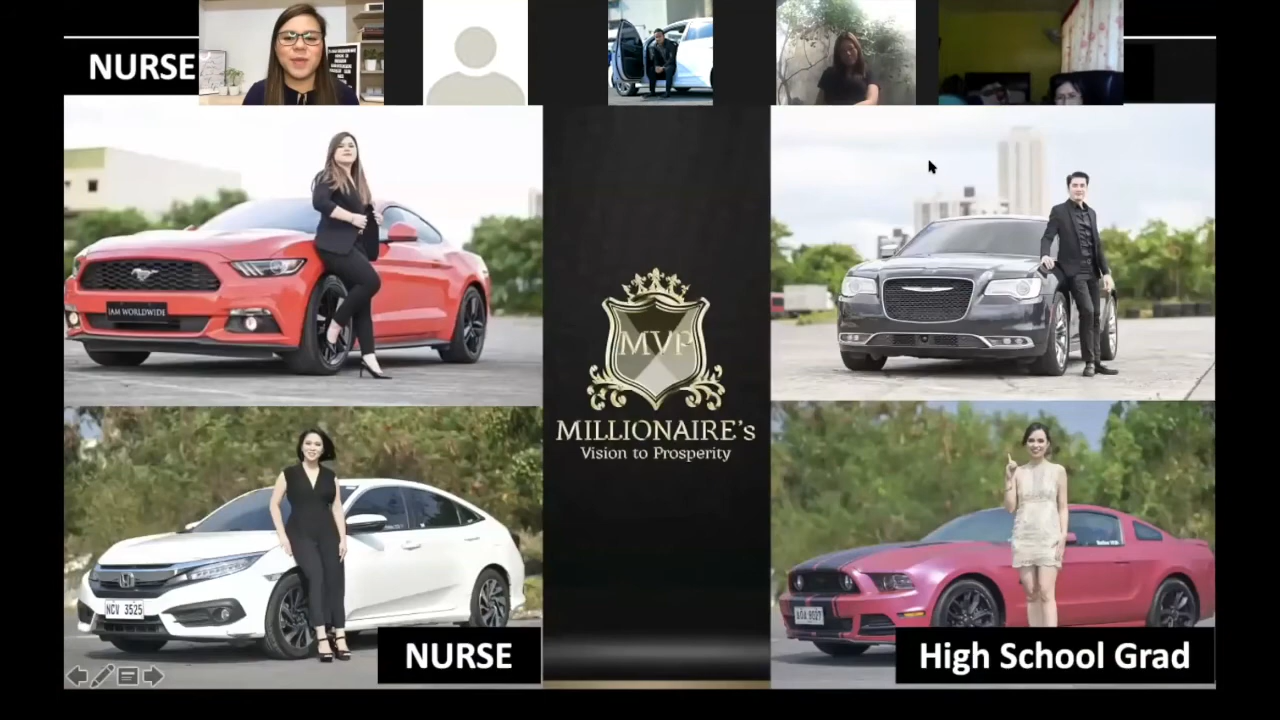 NURSE
IAM WORLDWIDE
MVP
MILLIONAIRE's
Vision to Prosperity
NCV 3525
NURSE
High School Grad